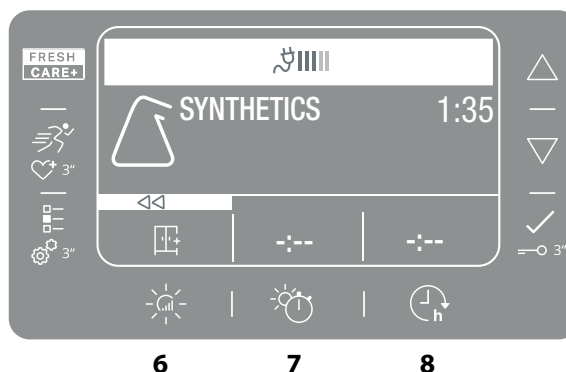 FRESH
CARE+
SYNTHETICS 1:35
3"
3"
-:-- -:--
3"
h
6 7 8